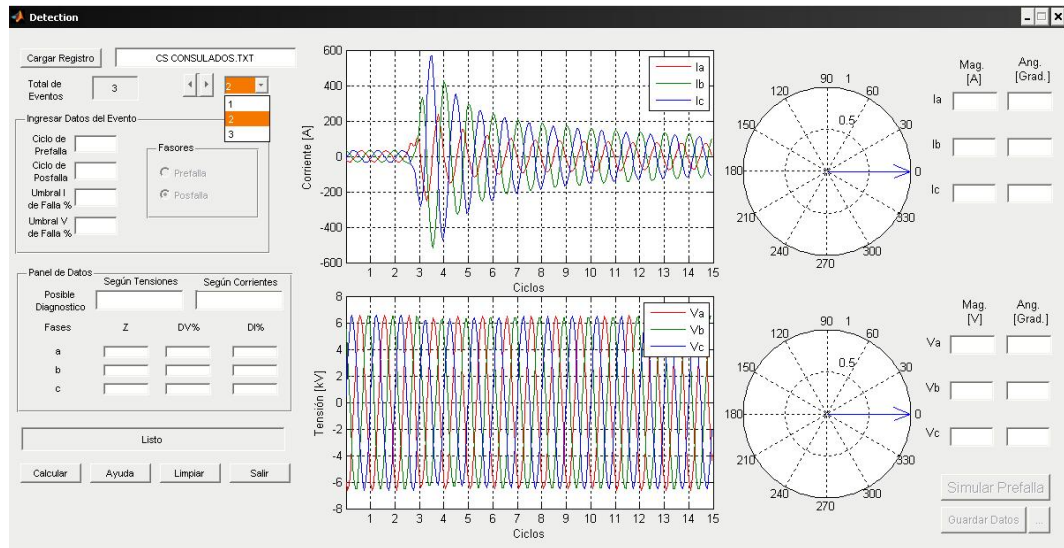 Detection
Cargar Registro
CS CONSULADOS.TXT
Total de
Eventos
3
2
1
2
3
Ingresar Datos del Evento
Ciclo de
Prefalla
Ciclo de
Posfalla
Umbral I
de Falla %
Umbral V
de Falla %
Fasores
Prefalla
Postalla
Panel de Datos
Según Tensiones
Según Corrientes
Posible
Diagnostico
Fases
Z
DV%
DI%
a
b
c
Listo
Calcular
Ayuda
Limpiar
Salir
600
400
200
0
-200
-400
-600
Corriente [A]
Ia
Ib
Ic
1 2 3 4 5 6 7 8 9 10 11 12 13 14 15
Ciclos
8
6
4
2
0
-2
-4
-6
-8
Tensión [kV]
Va
Vb
Vc
1 2 3 4 5 6 7 8 9 10 11 12 13 14 15
Ciclos
90 1
120 60
0.5
150 30
180 0
210 330
240 300
270
Mag. Ang.
[A] [Grad.]
Ia
Ib
Ic
90 1
120 60
0.5
150 30
180 0
210 330
240 300
270
Mag. Ang.
[V] [Grad.]
Va
Vb
Vc
Simular Prefalla
Guardar Datos ...